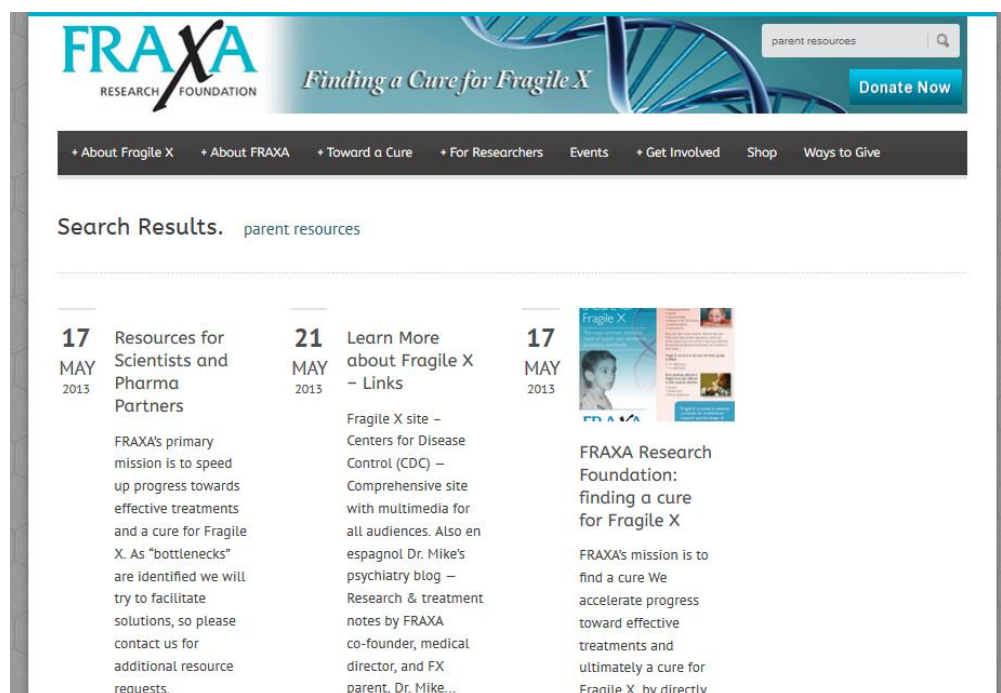 FRAXA
RESEARCH FOUNDATION
Finding a Cure for Fragile X
parent resources
Donate Now
+ About Fragile X + About FRAXA + Toward a Cure + For Researchers Events + Get Involved Shop Ways to Give
Search Results. parent resources
17
MAY
2013
Resources for
Scientists and
Pharma
Partners
FRAXA's primary
mission is to speed
up progress towards
effective treatments
and a cure for Fragile
X. As “bottlenecks”
are identified we will
try to facilitate
solutions, so please
contact us for
additional resource
requests.
21
MAY
2013
Learn More
about Fragile X
– Links
Fragile X site –
Centers for Disease
Control (CDC) —
Comprehensive site
with multimedia for
all audiences. Also en
espagnol Dr. Mike's
psychiatry blog —
Research & treatment
notes by FRAXA
co-founder, medical
director, and FX
parent, Dr. Mike...
17
MAY
2013
Fragile X
FRAXA
FRAXA Research
Foundation:
finding a cure
for Fragile X
FRAXA's mission is to
find a cure We
accelerate progress
toward effective
treatments and
ultimately a cure for
Fragile X, by directly